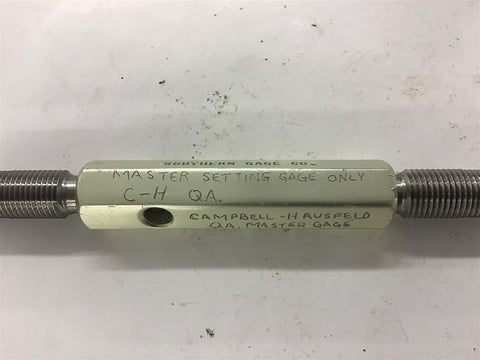 SOUTHERN GAGE CO.
MASTER SETTING GAGE ONLY
C-H QA.
CAMPBELL-HAUSFELD
QA. MASTER GAGE